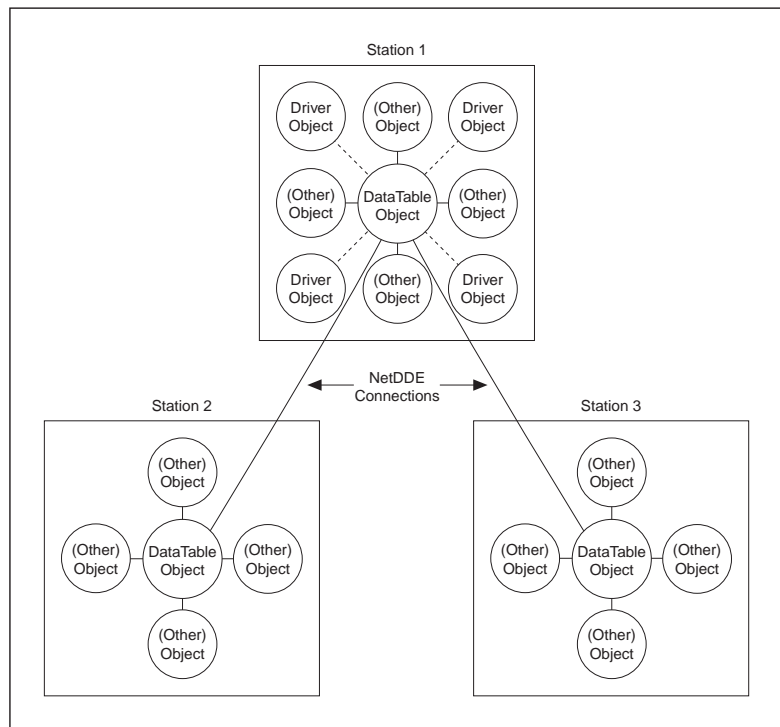 Station 1
Driver
Object
(Other)
Object
Driver
Object
(Other)
Object
DataTable
Object
(Other)
Object
Driver
Object
(Other)
Object
Driver
Object
NetDDE
Connections
Station 2
(Other)
Object
(Other)
Object
DataTable
Object
(Other)
Object
(Other)
Object
Station 3
(Other)
Object
(Other)
Object
DataTable
Object
(Other)
Object
(Other)
Object